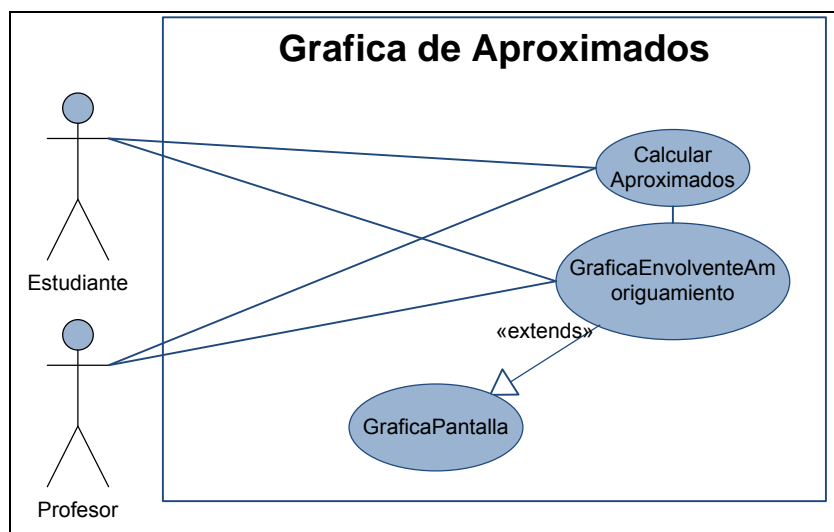 Grafica de Aproximados
Calcular
Aproximados
Estudiante
GraficaEnvolventeAm
origuamiento
«extends»
GraficaPantalla
Profesor